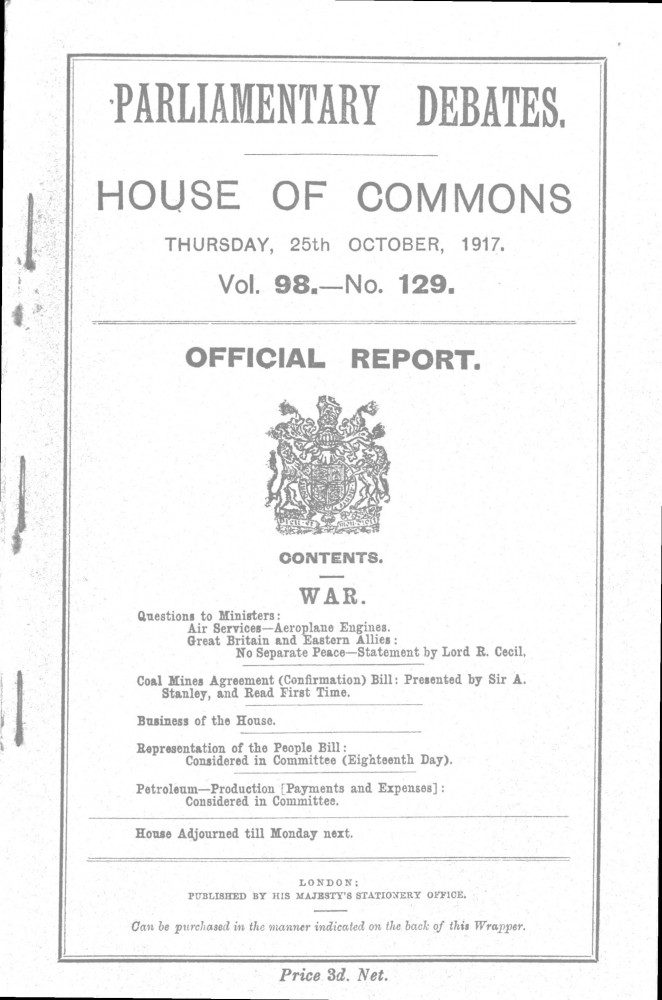 PARLIAMENTARY DEBATES.
HOUSE OF COMMONS
THURSDAY, 25th OCTOBER, 1917.
Vol. 98.—No. 129.
OFFICIAL REPORT.
DIEU ET MON DROIT
CONTENTS.
WAR.
Questions to Ministers:
Air Services—Aeroplane Engines.
Great Britain and Eastern Allies:
No Separate Peace—Statement by Lord R. Cecil.
Coal Mines Agreement (Confirmation) Bill: Presented by Sir A.
Stanley, and Read First Time.
Business of the House.
Representation of the People Bill:
Considered in Committee (Eighteenth Day).
Petroleum—Production [Payments and Expenses]:
Considered in Committee.
House Adjourned till Monday next.
LONDON:
PUBLISHED BY HIS MAJESTY'S STATIONERY OFFICE.
Can be purchased in the manner indicated on the back of this Wrapper.
Price 3d. Net.